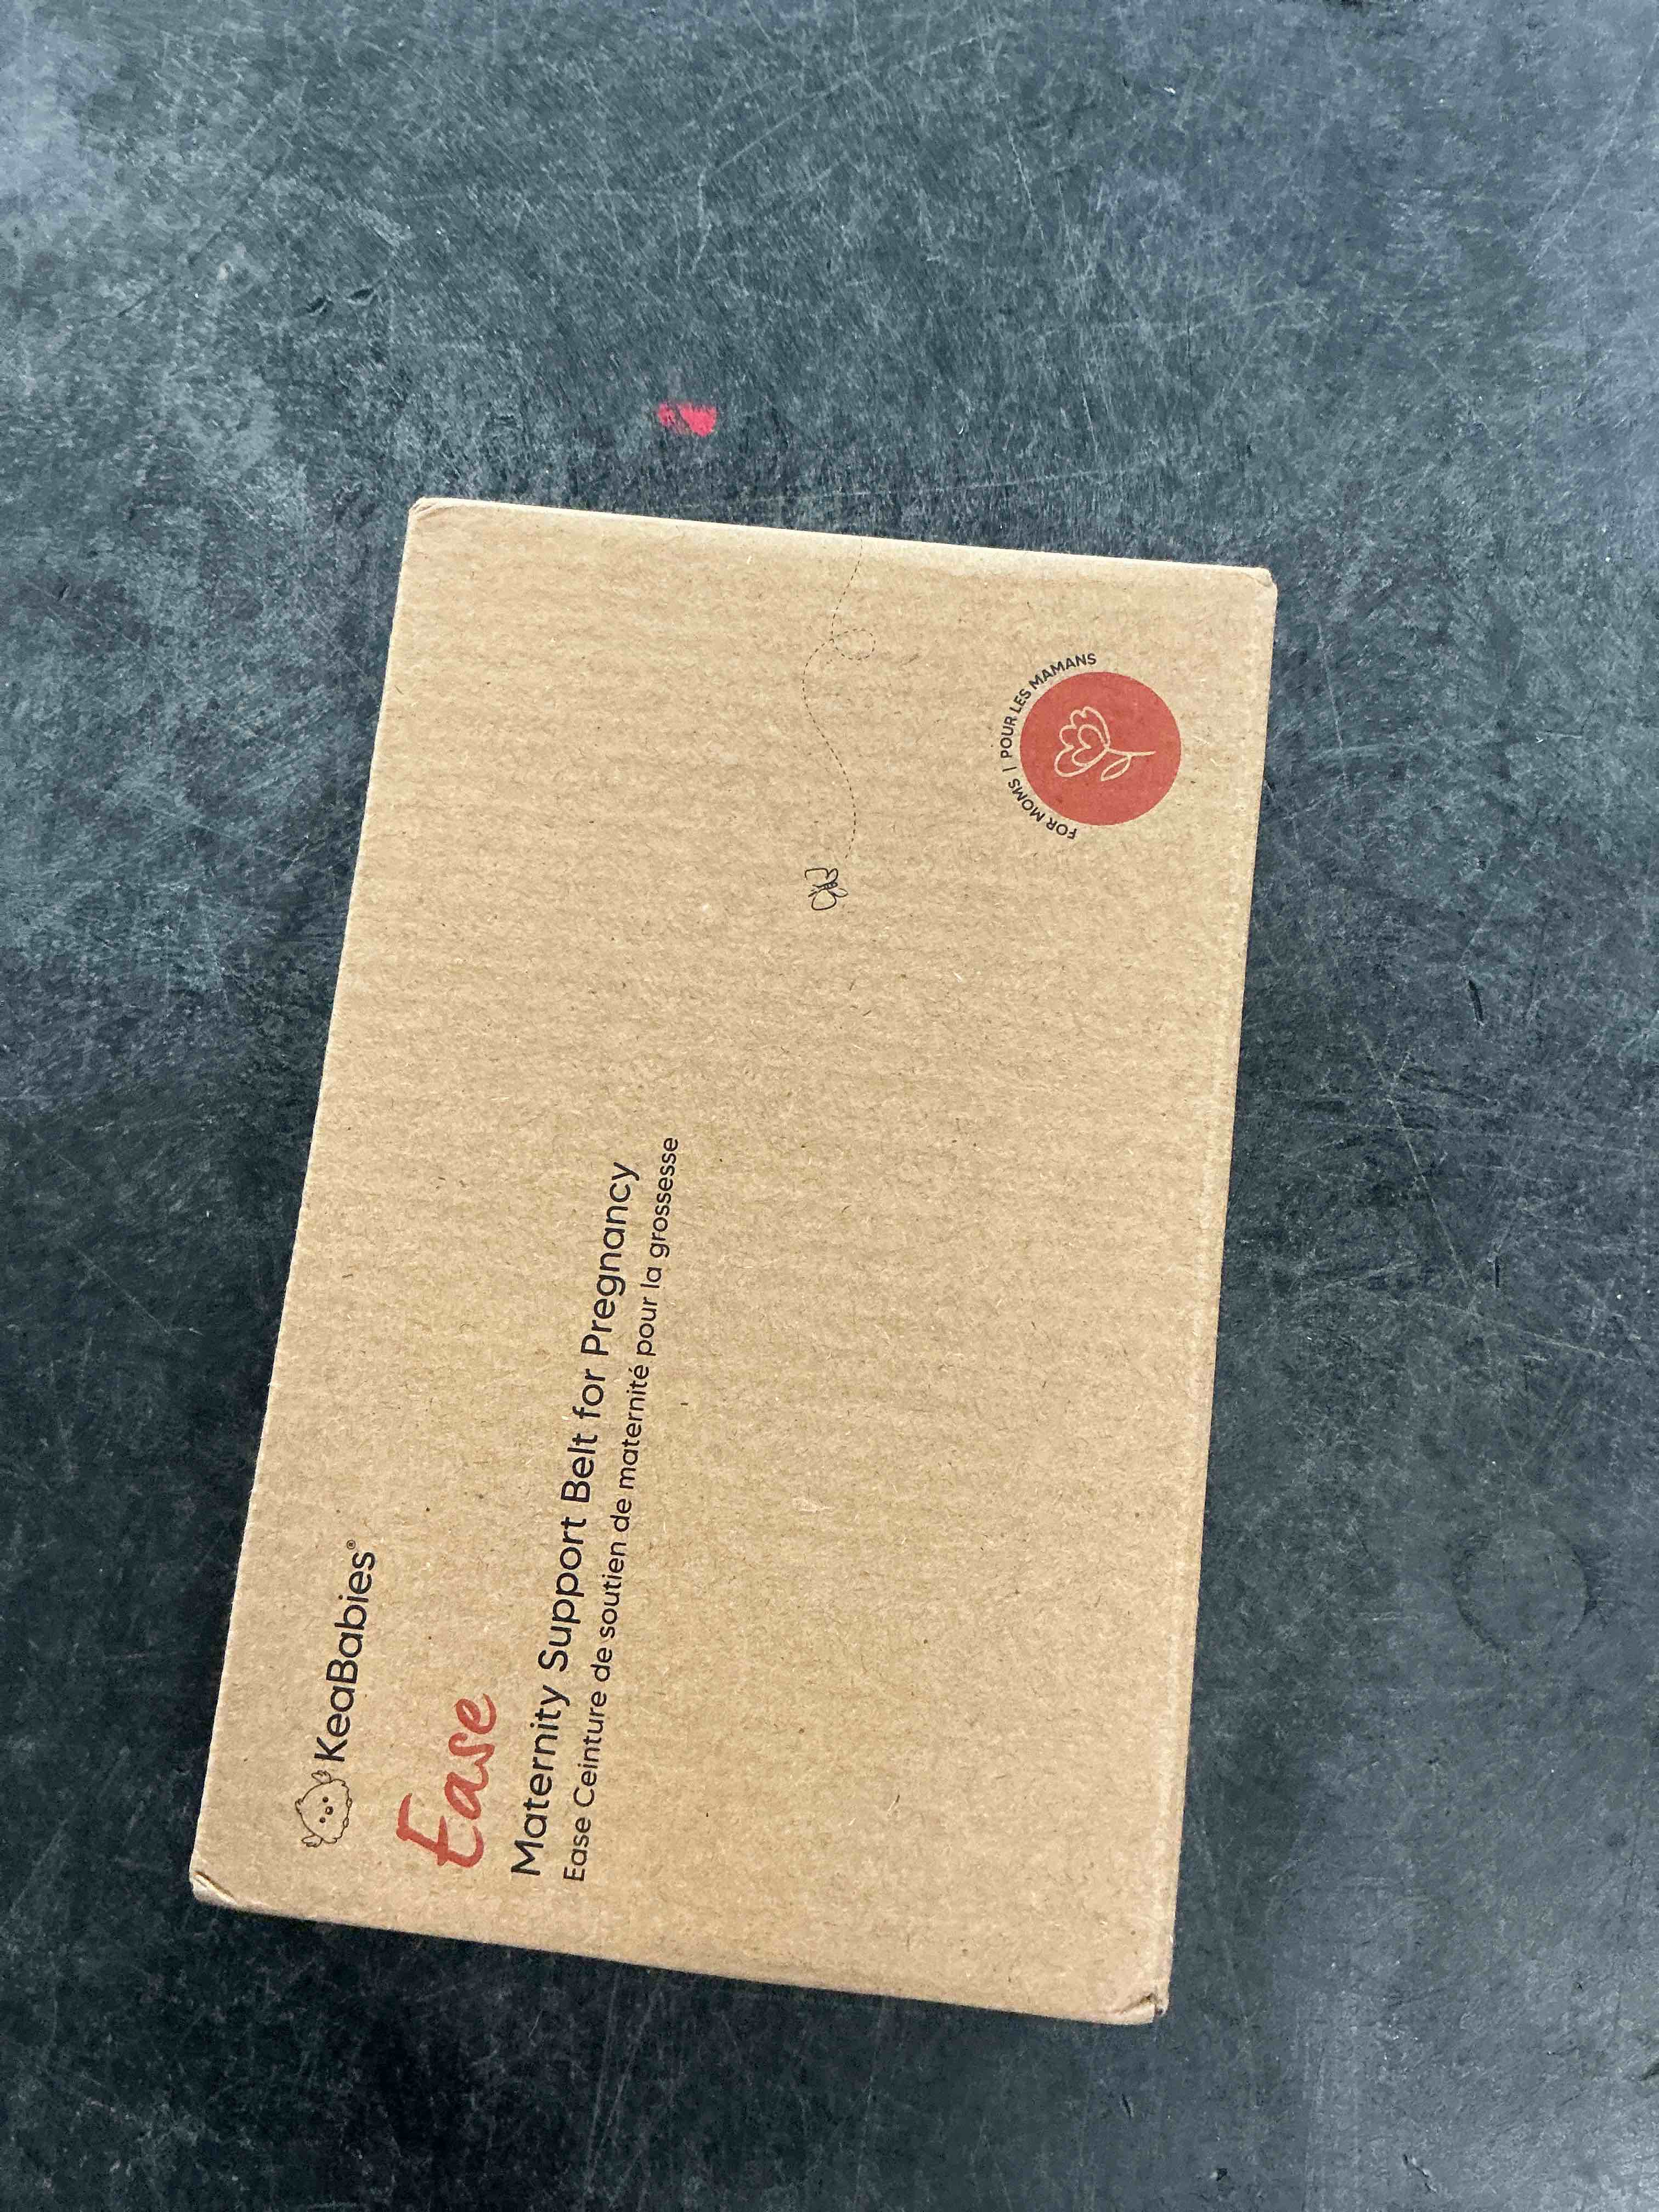 KeaBabies®
Ease
Maternity Support Belt for Pregnancy
Ease Ceinture de soutien de maternité pour la grossesse
FOR MOMS | POUR LES MAMANS